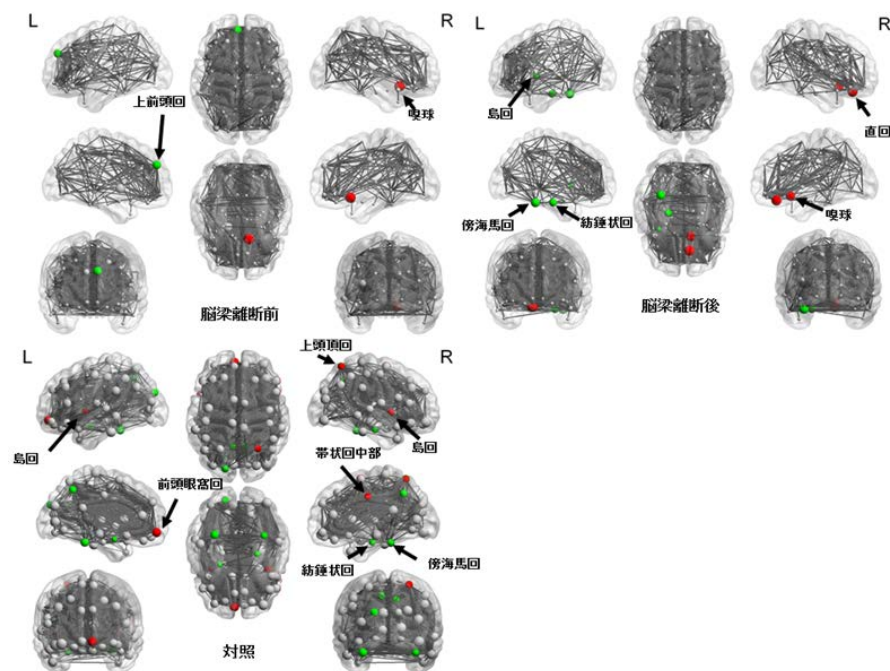 L
R
上前頭回
嗅球
脳梁離断前
L
R
島回
直回
傍海馬回
紡錘状回
嗅球
脳梁離断後
L
R
上頭頂回
島回
島回
帯状回中部
前頭眼窩回
紡錘状回
傍海馬回
対照